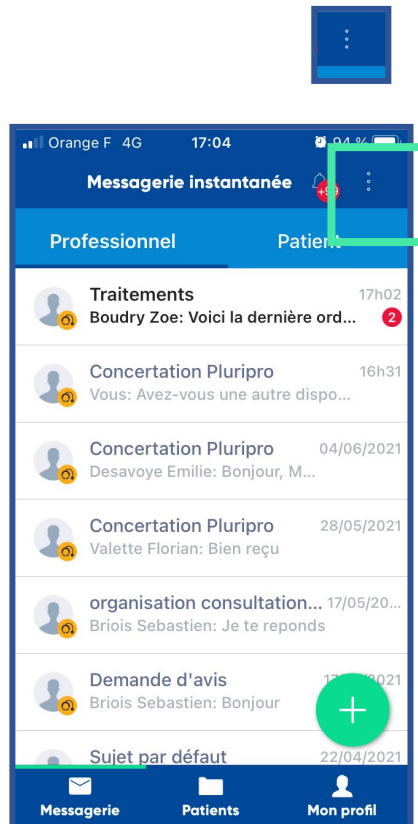 Orange F 4G 17:04 94 %
Messagerie instantanée +99
Professionnel Patient
Traitements 17h02
Boudry Zoe: Voici la dernière ord... 2
Concertation Pluripro 16h31
Vous: Avez-vous une autre dispo...
Concertation Pluripro 04/06/2021
Desavoye Emilie: Bonjour, M...
Concertation Pluripro 28/05/2021
Valette Florian: Bien reçu
organisation consultation... 17/05/20...
Briois Sebastien: Je te reponds
Demande d'avis
Briois Sebastien: Bonjour
Sujet par défaut 22/04/2021
Messagerie Patients Mon profil